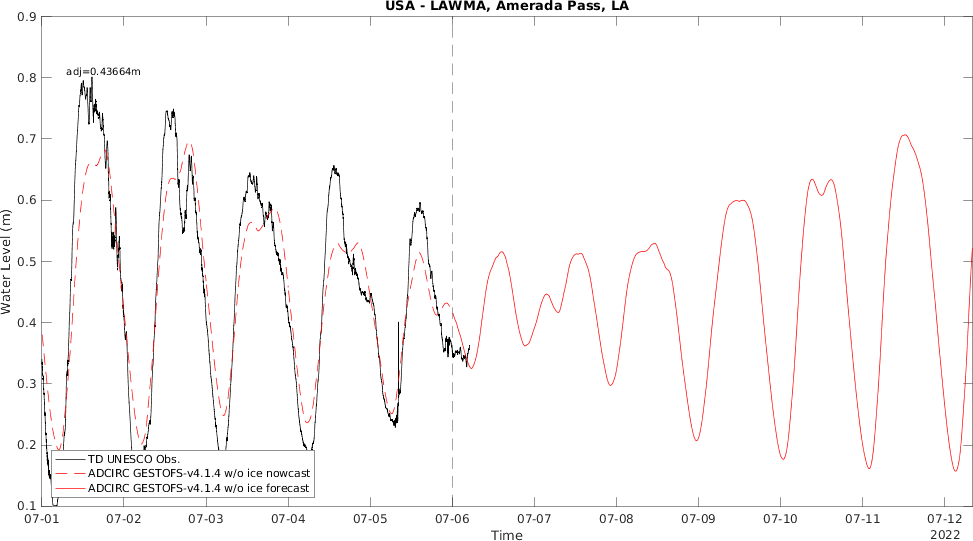 USA - LAWMA, Amerada Pass, LA
0.9
0.8
0.7
0.6
0.5
0.4
0.3
0.2
0.1
Water Level (m)
adj=0.43664m
TD UNESCO Obs.
ADCIRC GESTOFS-v4.1.4 w/o ice nowcast
ADCIRC GESTOFS-v4.1.4 w/o ice forecast
07-01 07-02 07-03 07-04 07-05 07-06 07-07 07-08 07-09 07-10 07-11 07-12
2022
Time